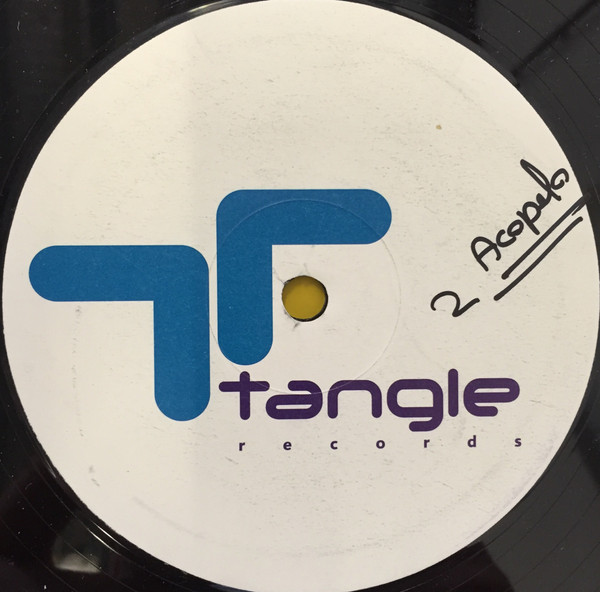 2 Acapela
tangle
records